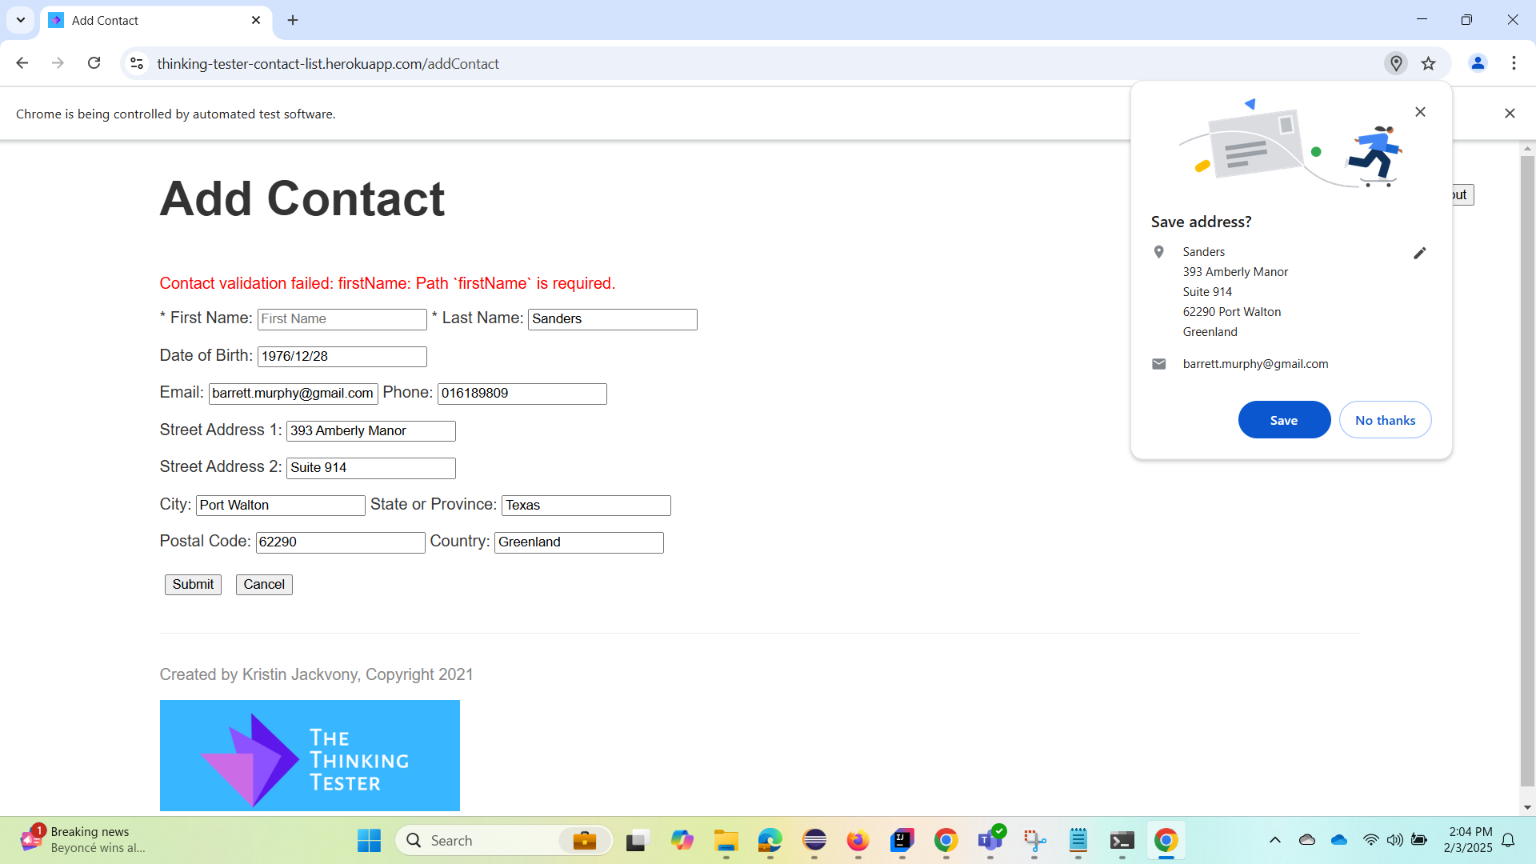 Add Contact
thinking-tester-contact-list.herokuapp.com/addContact
Chrome is being controlled by automated test software.
Add Contact
out
Contact validation failed: firstName: Path `firstName` is required.
* First Name: First Name * Last Name: Sanders
Date of Birth: 1976/12/28
Email: barrett.murphy@gmail.com Phone: 016189809
Street Address 1: 393 Amberly Manor
Street Address 2: Suite 914
City: Port Walton State or Province: Texas
Postal Code: 62290 Country: Greenland
Submit Cancel
Created by Kristin Jackvony, Copyright 2021
THE
THINKING
TESTER
Save address?
Sanders
393 Amberly Manor
Suite 914
62290 Port Walton
Greenland
barrett.murphy@gmail.com
Save No thanks
1
Breaking news
Beyoncé wins al...
Search
2:04 PM
2/3/2025